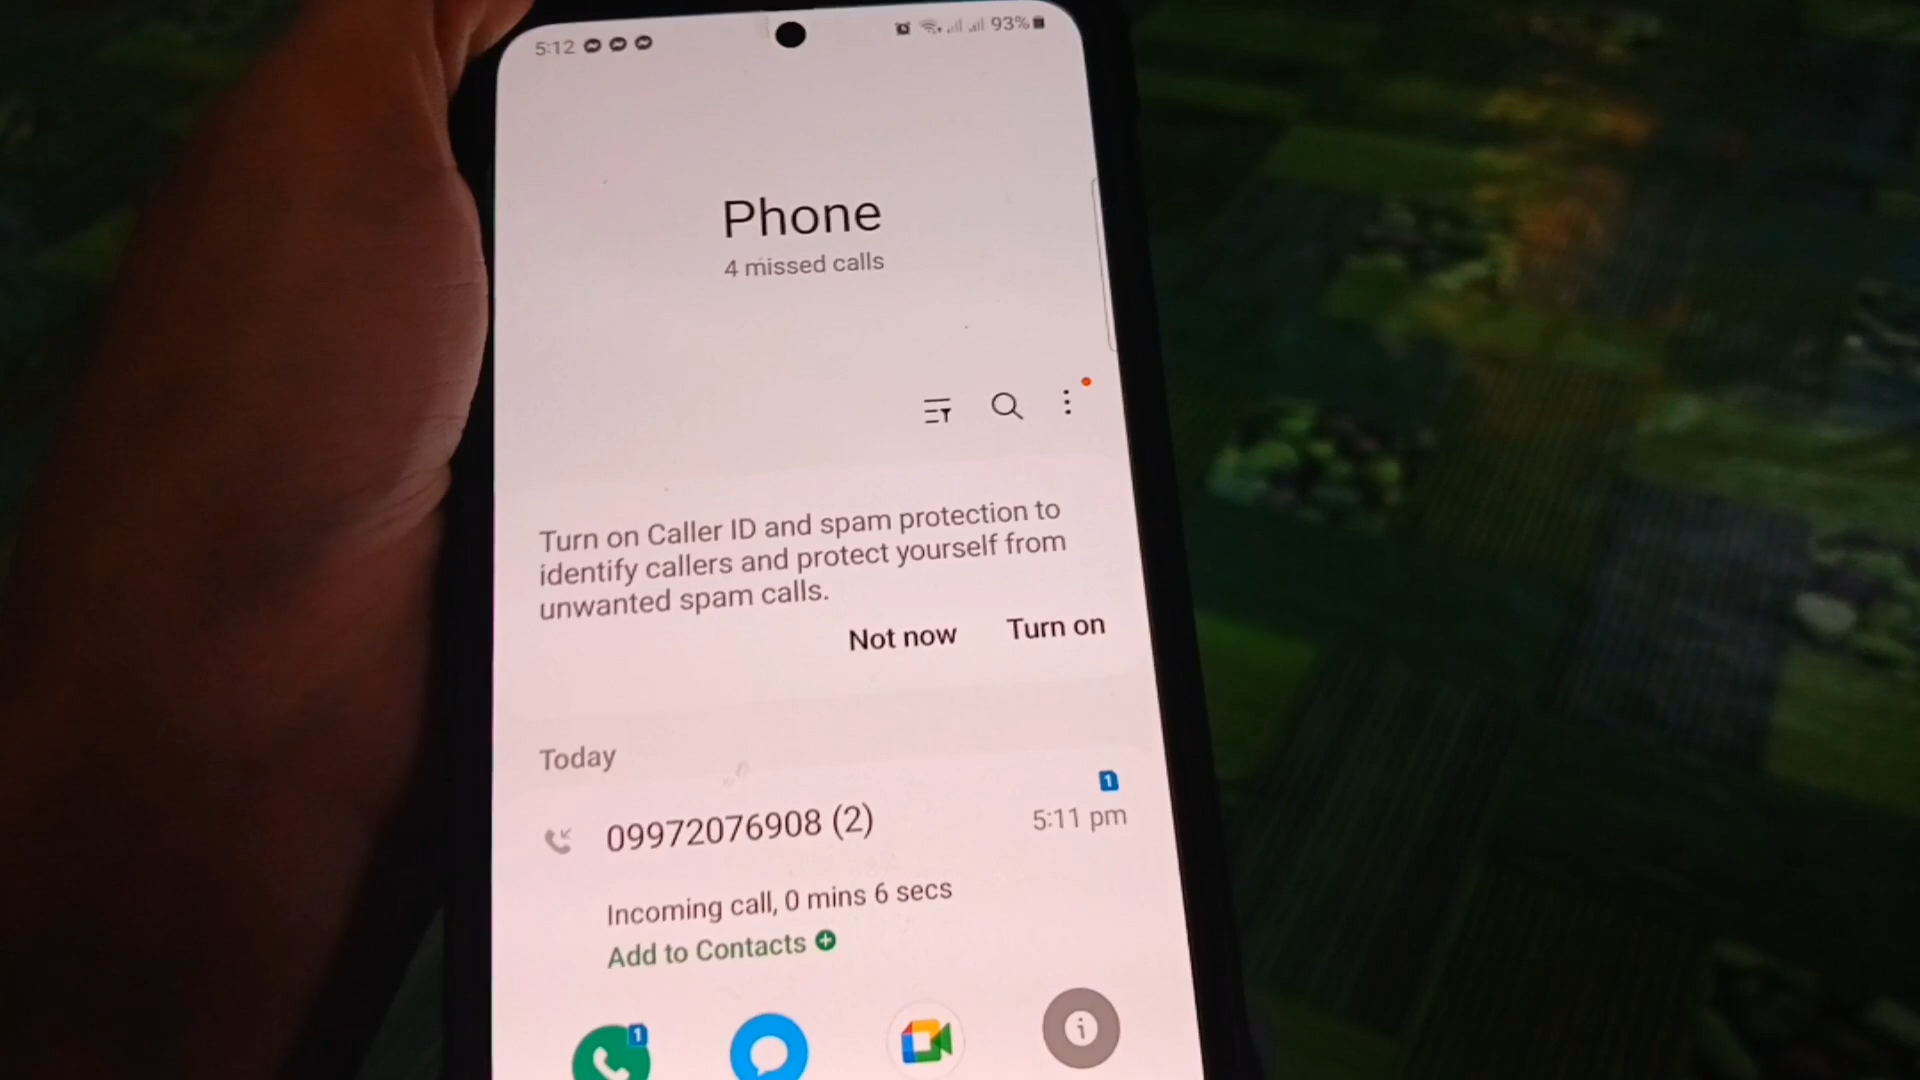 5:12
93%
Phone
4 missed calls
Turn on Caller ID and spam protection to
identify callers and protect yourself from
unwanted spam calls.
Not now Turn on
Today
1
09972076908 (2) 5:11 pm
Incoming call, 0 mins 6 secs
Add to Contacts
1